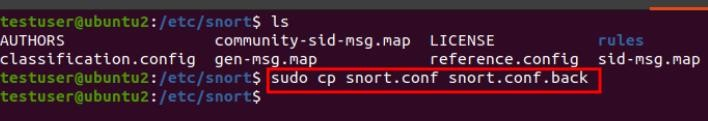 testuser@ubuntu2:/etc/snort$ ls
AUTHORS community-sid-msg.map LICENSE rules
classification.config gen-msg.map reference.config sid-msg.map
testuser@ubuntu2:/etc/snort$ sudo cp snort.conf snort.conf.back
testuser@ubuntu2:/etc/snort$